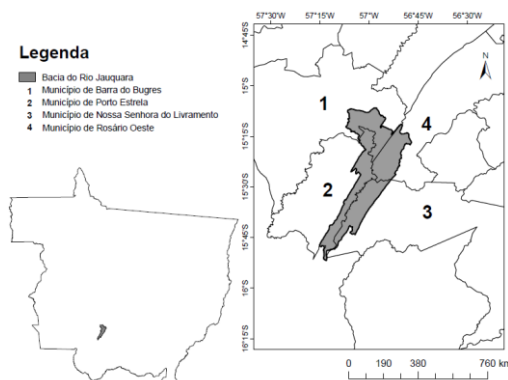 Legenda
Bacia do Rio Jauquara
1 Município de Barra do Bugres
2 Município de Porto Estrela
3 Município de Nossa Senhora do Livramento
4 Município de Rosário Oeste
57°30'W 57°15'W 57°W 56°45'W 56°30'W
14°45'S
15°S
15°15'S
15°30'S
15°45'S
16°S
16°15'S
N
1
4
2
3
0 190 380 760 km